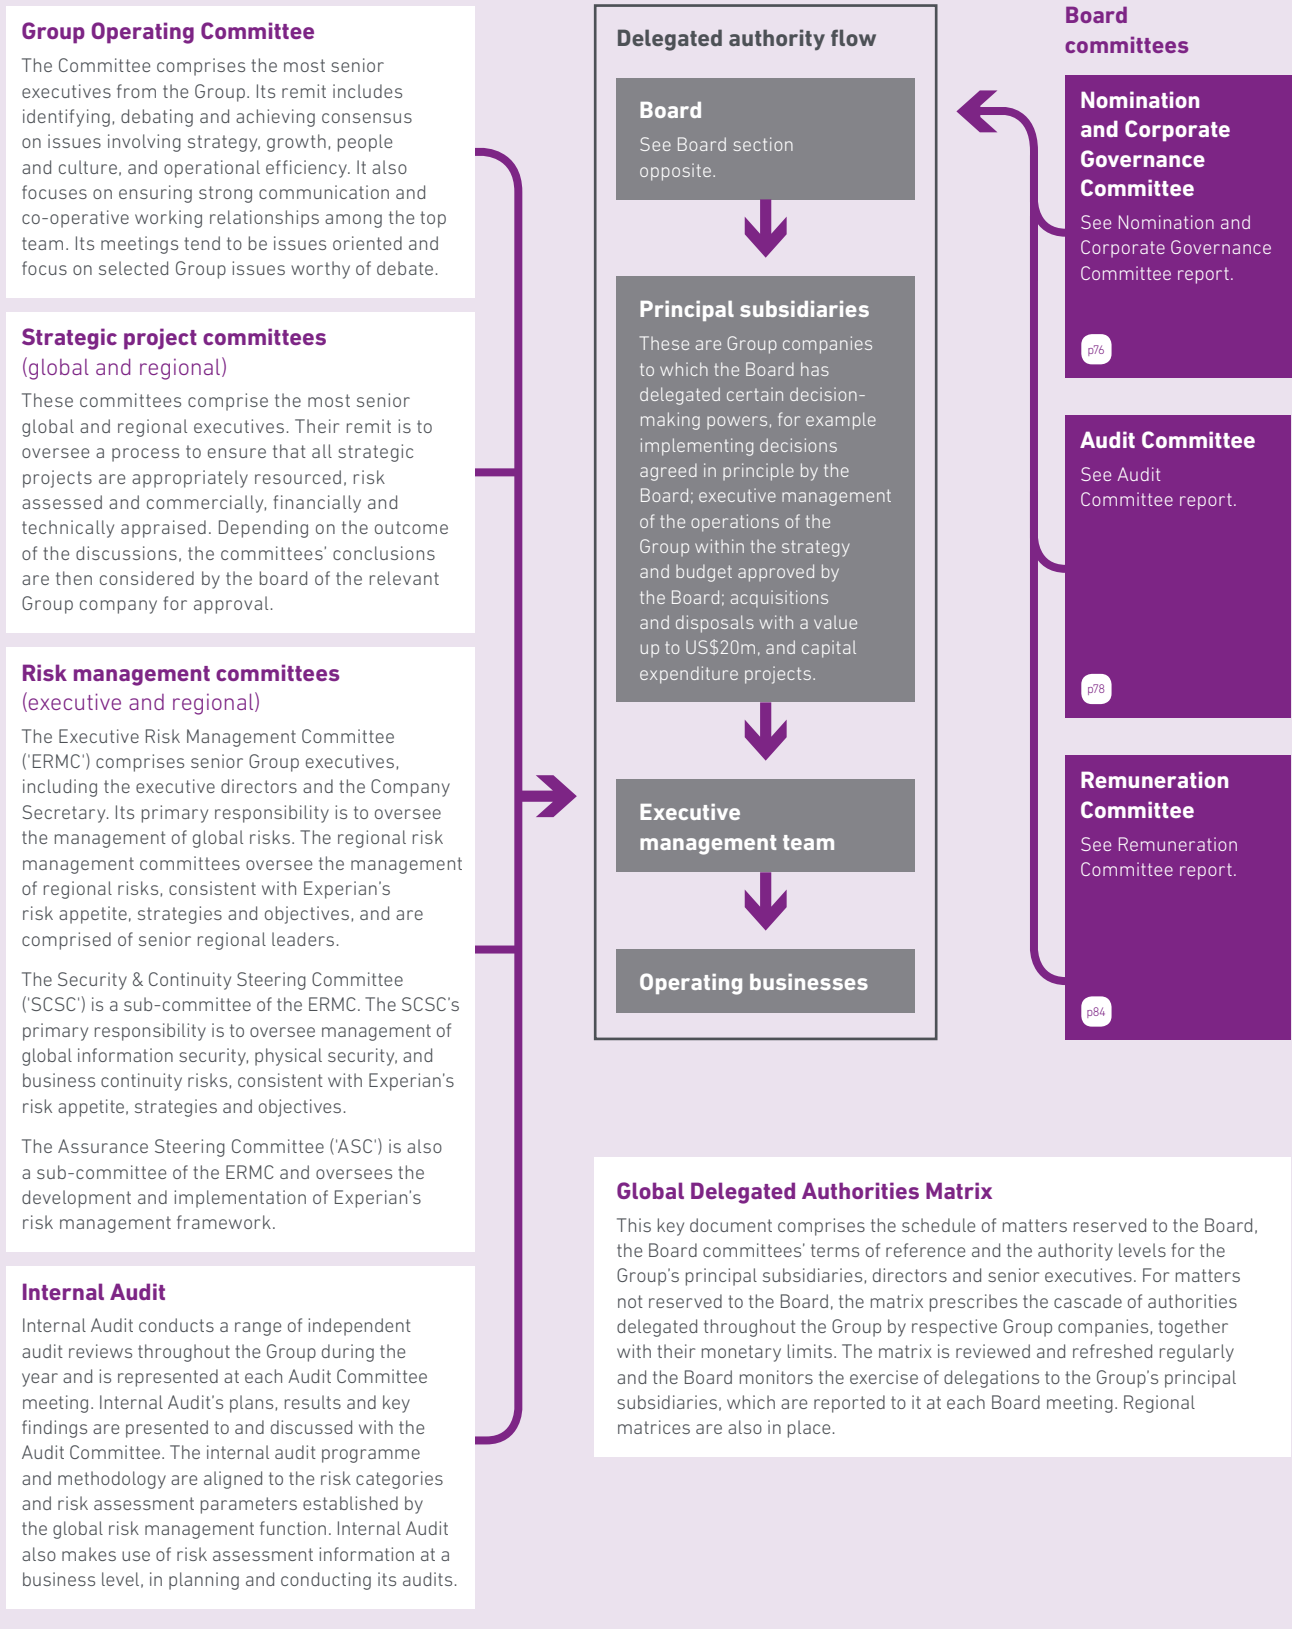 Group Operating Committee
The Committee comprises the most senior
executives from the Group. Its remit includes
identifying, debating and achieving consensus
on issues involving strategy, growth, people
and culture, and operational efficiency. It also
focuses on ensuring strong communication and
co-operative working relationships among the top
team. Its meetings tend to be issues oriented and
focus on selected Group issues worthy of debate.
Strategic project committees
(global and regional)
These committees comprise the most senior
global and regional executives. Their remit is to
oversee a process to ensure that all strategic
projects are appropriately resourced, risk
assessed and commercially, financially and
technically appraised. Depending on the outcome
of the discussions, the committees’ conclusions
are then considered by the board of the relevant
Group company for approval.
Risk management committees
(executive and regional)
The Executive Risk Management Committee
('ERMC') comprises senior Group executives,
including the executive directors and the Company
Secretary. Its primary responsibility is to oversee
the management of global risks. The regional risk
management committees oversee the management
of regional risks, consistent with Experian’s
risk appetite, strategies and objectives, and are
comprised of senior regional leaders.
The Security & Continuity Steering Committee
('SCSC') is a sub-committee of the ERMC. The SCSC's
primary responsibility is to oversee management of
global information security, physical security, and
business continuity risks, consistent with Experian’s
risk appetite, strategies and objectives.
The Assurance Steering Committee ('ASC') is also
a sub-committee of the ERMC and oversees the
development and implementation of Experian's
risk management framework.
Internal Audit
Internal Audit conducts a range of independent
audit reviews throughout the Group during the
year and is represented at each Audit Committee
meeting. Internal Audit’s plans, results and key
findings are presented to and discussed with the
Audit Committee. The internal audit programme
and methodology are aligned to the risk categories
and risk assessment parameters established by
the global risk management function. Internal Audit
also makes use of risk assessment information at a
business level, in planning and conducting its audits.
Delegated authority flow
Board
See Board section
opposite.
Principal subsidiaries
These are Group companies
to which the Board has
delegated certain decision-
making powers, for example
implementing decisions
agreed in principle by the
Board; executive management
of the operations of the
Group within the strategy
and budget approved by
the Board; acquisitions
and disposals with a value
up to US$20m, and capital
expenditure projects.
Executive
management team
Operating businesses
Board
committees
Nomination
and Corporate
Governance
Committee
See Nomination and
Corporate Governance
Committee report.
p76
Audit Committee
See Audit
Committee report.
p78
Remuneration
Committee
See Remuneration
Committee report.
p84
Global Delegated Authorities Matrix
This key document comprises the schedule of matters reserved to the Board,
the Board committees’ terms of reference and the authority levels for the
Group’s principal subsidiaries, directors and senior executives. For matters
not reserved to the Board, the matrix prescribes the cascade of authorities
delegated throughout the Group by respective Group companies, together
with their monetary limits. The matrix is reviewed and refreshed regularly
and the Board monitors the exercise of delegations to the Group’s principal
subsidiaries, which are reported to it at each Board meeting. Regional
matrices are also in place.